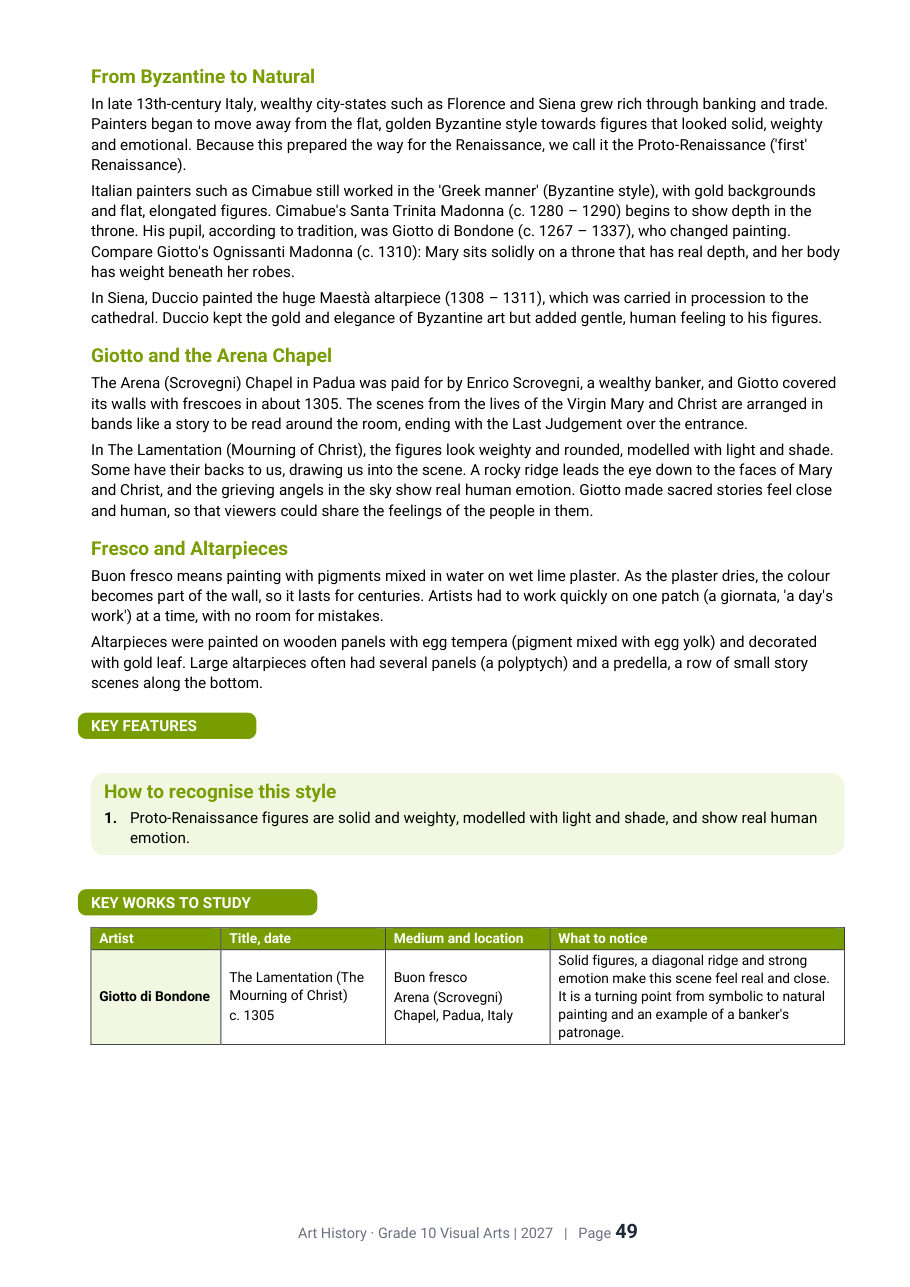 From Byzantine to Natural
In late 13th-century Italy, wealthy city-states such as Florence and Siena grew rich through banking and trade.
Painters began to move away from the flat, golden Byzantine style towards figures that looked solid, weighty
and emotional. Because this prepared the way for the Renaissance, we call it the Proto-Renaissance ('first'
Renaissance).
Italian painters such as Cimabue still worked in the 'Greek manner' (Byzantine style), with gold backgrounds
and flat, elongated figures. Cimabue's Santa Trinita Madonna (c. 1280 – 1290) begins to show depth in the
throne. His pupil, according to tradition, was Giotto di Bondone (c. 1267 – 1337), who changed painting.
Compare Giotto's Ognissanti Madonna (c. 1310): Mary sits solidly on a throne that has real depth, and her body
has weight beneath her robes.
In Siena, Duccio painted the huge Maestà altarpiece (1308 – 1311), which was carried in procession to the
cathedral. Duccio kept the gold and elegance of Byzantine art but added gentle, human feeling to his figures.
Giotto and the Arena Chapel
The Arena (Scrovegni) Chapel in Padua was paid for by Enrico Scrovegni, a wealthy banker, and Giotto covered
its walls with frescoes in about 1305. The scenes from the lives of the Virgin Mary and Christ are arranged in
bands like a story to be read around the room, ending with the Last Judgement over the entrance.
In The Lamentation (Mourning of Christ), the figures look weighty and rounded, modelled with light and shade.
Some have their backs to us, drawing us into the scene. A rocky ridge leads the eye down to the faces of Mary
and Christ, and the grieving angels in the sky show real human emotion. Giotto made sacred stories feel close
and human, so that viewers could share the feelings of the people in them.
Fresco and Altarpieces
Buon fresco means painting with pigments mixed in water on wet lime plaster. As the plaster dries, the colour
becomes part of the wall, so it lasts for centuries. Artists had to work quickly on one patch (a giornata, 'a day's
work') at a time, with no room for mistakes.
Altarpieces were painted on wooden panels with egg tempera (pigment mixed with egg yolk) and decorated
with gold leaf. Large altarpieces often had several panels (a polyptych) and a predella, a row of small story
scenes along the bottom.
KEY FEATURES
How to recognise this style
1. Proto-Renaissance figures are solid and weighty, modelled with light and shade, and show real human
emotion.
KEY WORKS TO STUDY
Artist
Title, date
Medium and location
What to notice
Giotto di Bondone
The Lamentation (The
Mourning of Christ)
c. 1305
Buon fresco
Arena (Scrovegni)
Chapel, Padua, Italy
Solid figures, a diagonal ridge and strong
emotion make this scene feel real and close.
It is a turning point from symbolic to natural
painting and an example of a banker's
patronage.
Art History · Grade 10 Visual Arts | 2027 | Page 49